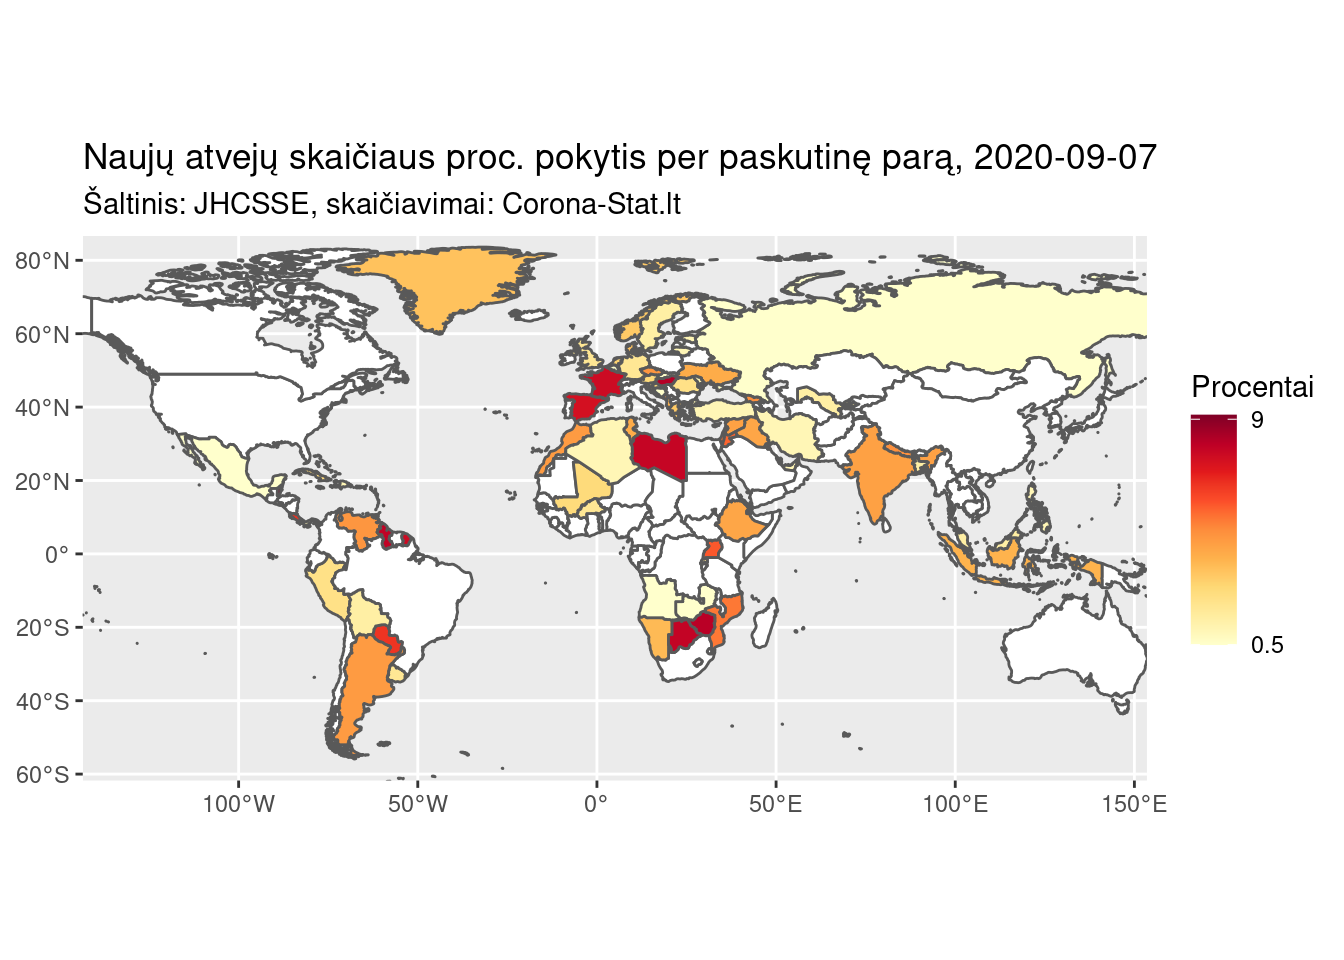 Naujų atvejų skaičiaus proc. pokytis per paskutinę parą, 2020-09-07
Šaltinis: JHCSSE, skaičiavimai: Corona-Stat.lt
80°N
60°N
40°N
20°N
0°
20°S
40°S
60°S
100°W
50°W
0°
50°E
100°E
150°E
Procentai
9
0.5